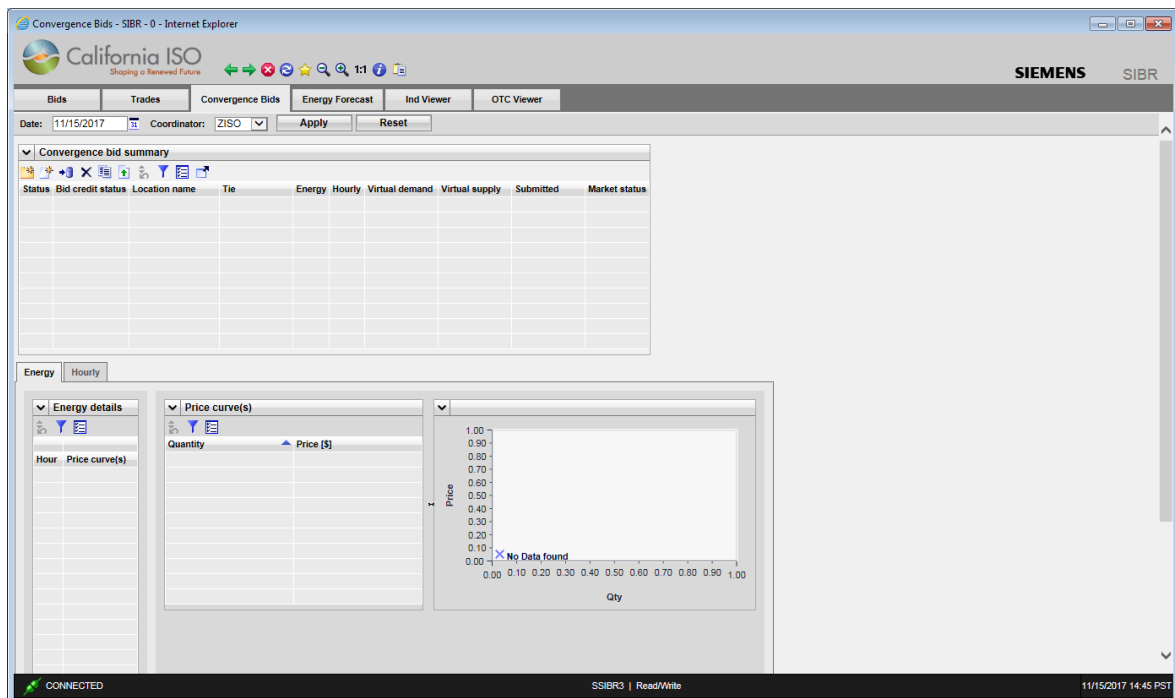 Convergence Bids - SIBR - 0 - Internet Explorer
California ISO
Shaping a Renewed Future
1:1
SIEMENS SIBR
Bids Trades Convergence Bids Energy Forecast Ind Viewer OTC Viewer
Date: 11/15/2017 31 Coordinator: ZISO Apply Reset
Convergence bid summary
Status Bid credit status Location name Tie Energy Hourly Virtual demand Virtual supply Submitted Market status
Energy Hourly
Energy details
Hour Price curve(s)
Price curve(s)
Quantity Price [$]
Price
1.00
0.90
0.80
0.70
0.60
0.50
0.40
0.30
0.20
0.10
0.00
No Data found
0.00 0.10 0.20 0.30 0.40 0.50 0.60 0.70 0.80 0.90 1.00
Qty
CONNECTED SSIBR3 | Read/Write 11/15/2017 14:45 PST